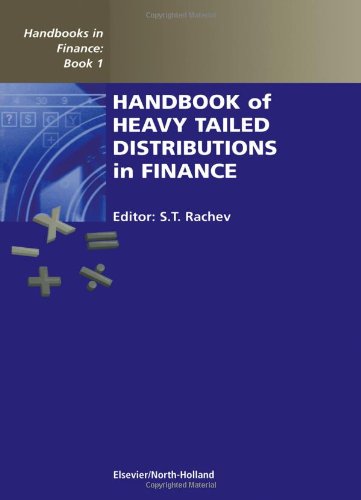 Handbooks in
Finance:
Book 1
HANDBOOK of
HEAVY TAILED
DISTRIBUTIONS
in FINANCE
Editor: S.T. Rachev
Elsevier/North-Holland